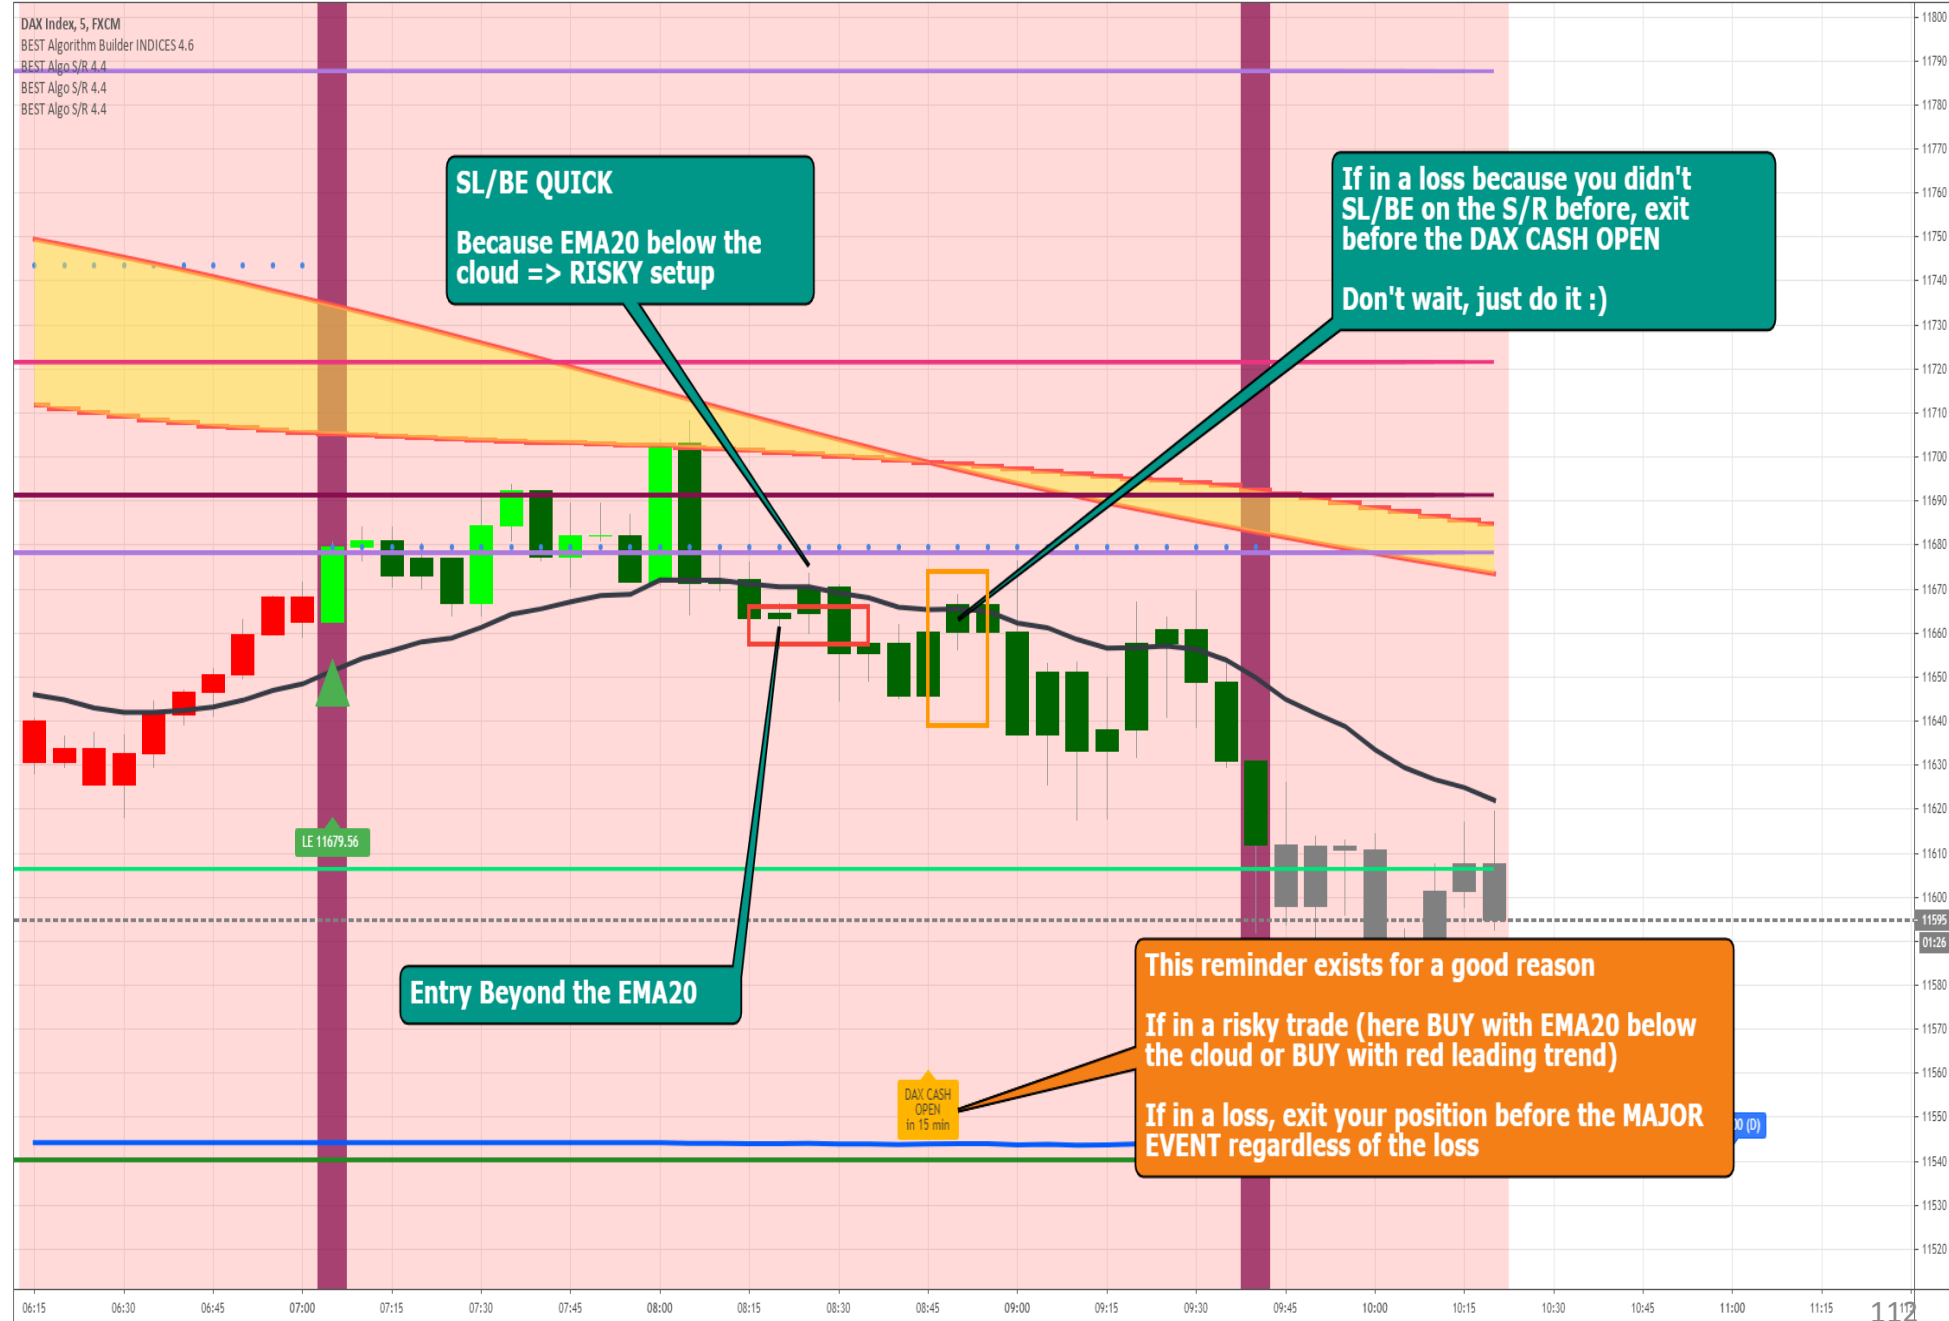 DAX Index, 5, FXCM
BEST Algorithm Builder INDICES 4.6
BEST Algo S/R 4.4
BEST Algo S/R 4.4
BEST Algo S/R 4.4
SL/BE QUICK
Because EMA20 below the
cloud => RISKY setup
If in a loss because you didn't
SL/BE on the S/R before, exit
before the DAX CASH OPEN
Don't wait, just do it :)
LE 11679.56
Entry Beyond the EMA20
This reminder exists for a good reason
If in a risky trade (here BUY with EMA20 below
the cloud or BUY with red leading trend)
If in a loss, exit your position before the MAJOR
EVENT regardless of the loss
DAX CASH
OPEN
in 15 min
(D)
11800
11790
11780
11770
11760
11750
11740
11730
11720
11710
11700
11690
11680
11670
11660
11650
11640
11630
11620
11610
11600
11595
01:26
11580
11570
11560
11550
11540
11530
11520
06:15 06:30 06:45 07:00 07:15 07:30 07:45 08:00 08:15 08:30 08:45 09:00 09:15 09:30 09:45 10:00 10:15 10:30 10:45 11:00 11:15
112